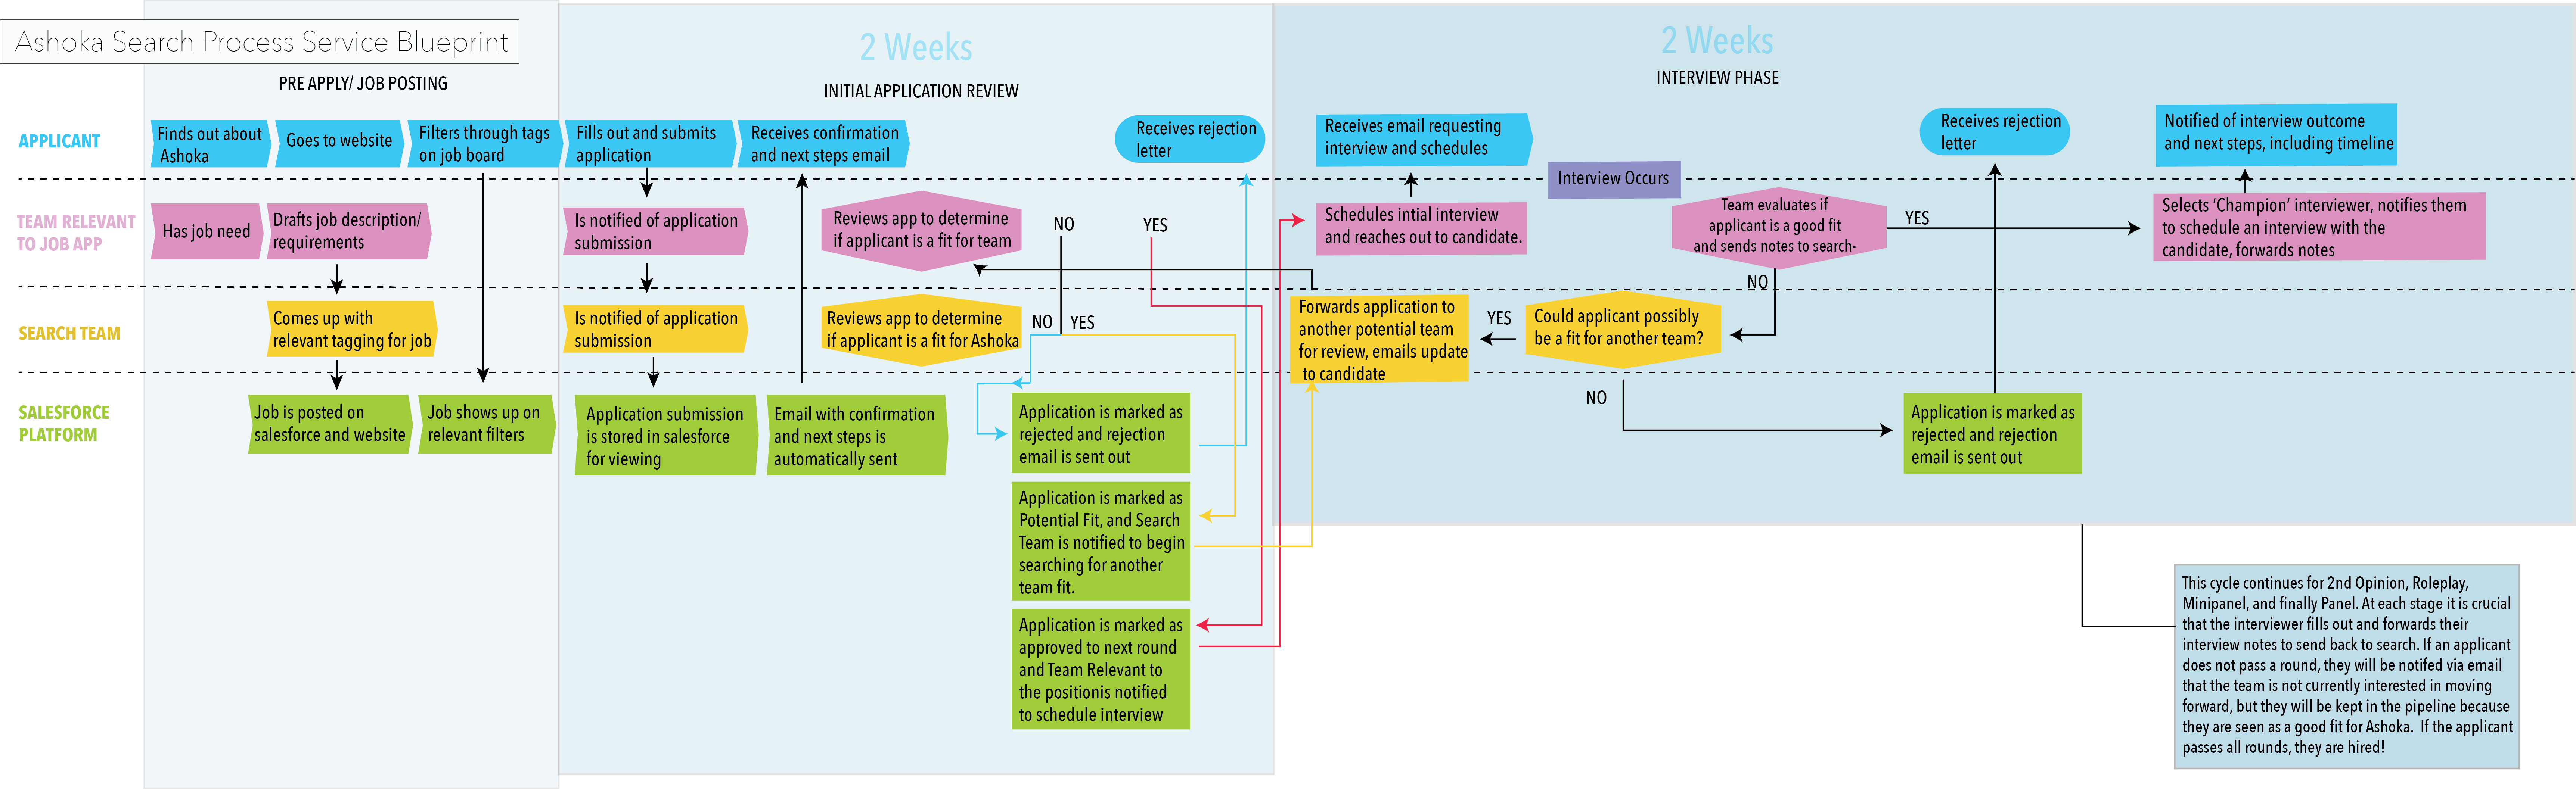 Ashoka Search Process Service Blueprint
PRE APPLY/ JOB POSTING
2 Weeks
INITIAL APPLICATION REVIEW
2 Weeks
INTERVIEW PHASE
APPLICANT
Finds out about
Ashoka
Goes to website
Filters through tags
on job board
Fills out and submits
application
Receives confirmation
and next steps email
Receives rejection
letter
Receives email requesting
interview and schedules
Interview Occurs
Receives rejection
letter
Notified of interview outcome
and next steps, including timeline
TEAM RELEVANT
TO JOB APP
Has job need
Drafts job description/
requirements
Is notified of application
submission
Reviews app to determine
if applicant is a fit for team
NO
YES
Schedules intial interview
and reaches out to candidate.
Team evaluates if
applicant is a good fit
and sends notes to search-
YES
NO
Selects ‘Champion’ interviewer, notifies them
to schedule an interview with the
candidate, forwards notes
SEARCH TEAM
Comes up with
relevant tagging for job
Is notified of application
submission
Reviews app to determine
if applicant is a fit for Ashoka
NO
YES
Forwards application to
another potential team
for review, emails update
to candidate
YES
Could applicant possibly
be a fit for another team?
NO
SALESFORCE
PLATFORM
Job is posted on
salesforce and website
Job shows up on
relevant filters
Application submission
is stored in salesforce
for viewing
Email with confirmation
and next steps is
automatically sent
Application is marked as
rejected and rejection
email is sent out
Application is marked as
Potential Fit, and Search
Team is notified to begin
searching for another
team fit.
Application is marked as
approved to next round
and Team Relevant to
the positionis notified
to schedule interview
Application is marked as
rejected and rejection
email is sent out
This cycle continues for 2nd Opinion, Roleplay,
Minipanel, and finally Panel. At each stage it is crucial
that the interviewer fills out and forwards their
interview notes to send back to search. If an applicant
does not pass a round, they will be notifed via email
that the team is not currently interested in moving
forward, but they will be kept in the pipeline because
they are seen as a good fit for Ashoka.  If the applicant
passes all rounds, they are hired!